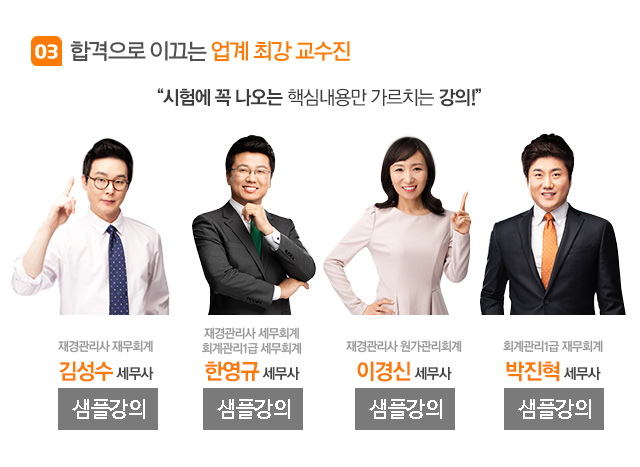 03 합격으로 이끄는 업계 최강 교수진
“시험에 꼭 나오는 핵심내용만 가르치는 강의!”
재경관리사 재무회계
김성수 세무사
샘플강의
재경관리사 세무회계
회계관리1급 세무회계
한영규 세무사
샘플강의
재경관리사 원가관리회계
이경신 세무사
샘플강의
회계관리1급 재무회계
박진혁 세무사
샘플강의